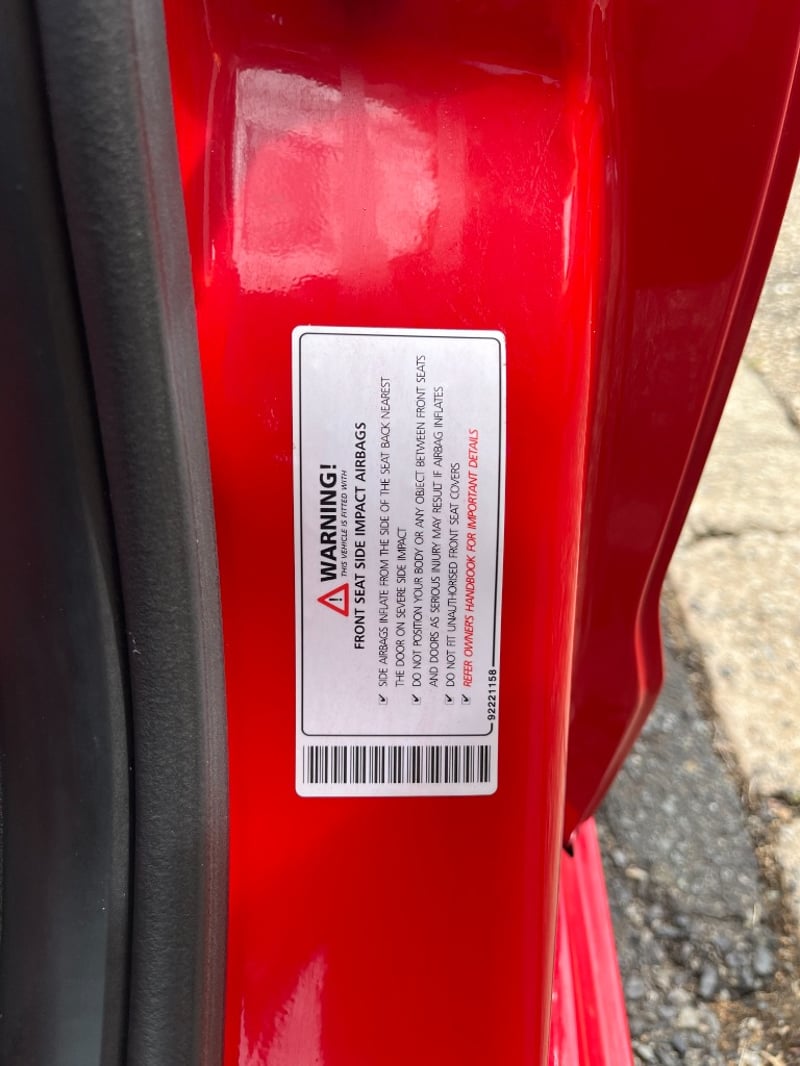 WARNING!
THIS VEHICLE IS FITTED WITH
FRONT SEAT SIDE IMPACT AIRBAGS
SIDE AIRBAGS INFLATE FROM THE SIDE OF THE SEAT BACK NEAREST
THE DOOR ON SEVERE SIDE IMPACT
DO NOT POSITION YOUR BODY OR ANY OBJECT BETWEEN FRONT SEATS
AND DOORS AS SERIOUS INJURY MAY RESULT IF AIRBAG INFLATES
DO NOT FIT UNAUTHORISED FRONT SEAT COVERS
REFER OWNERS HANDBOOK FOR IMPORTANT DETAILS
92221158